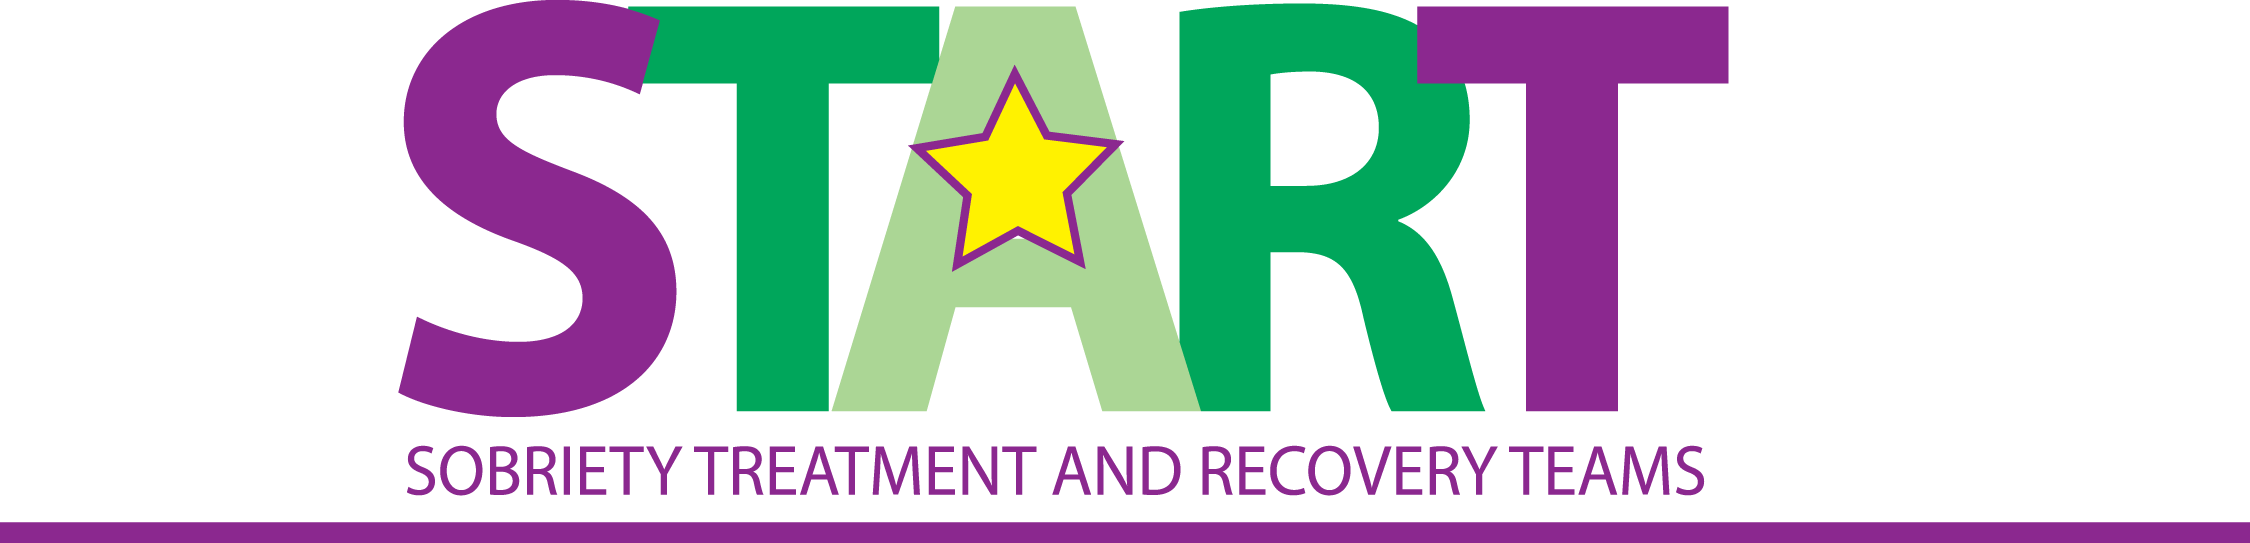 START
SOBRIETY TREATMENT AND RECOVERY TEAMS